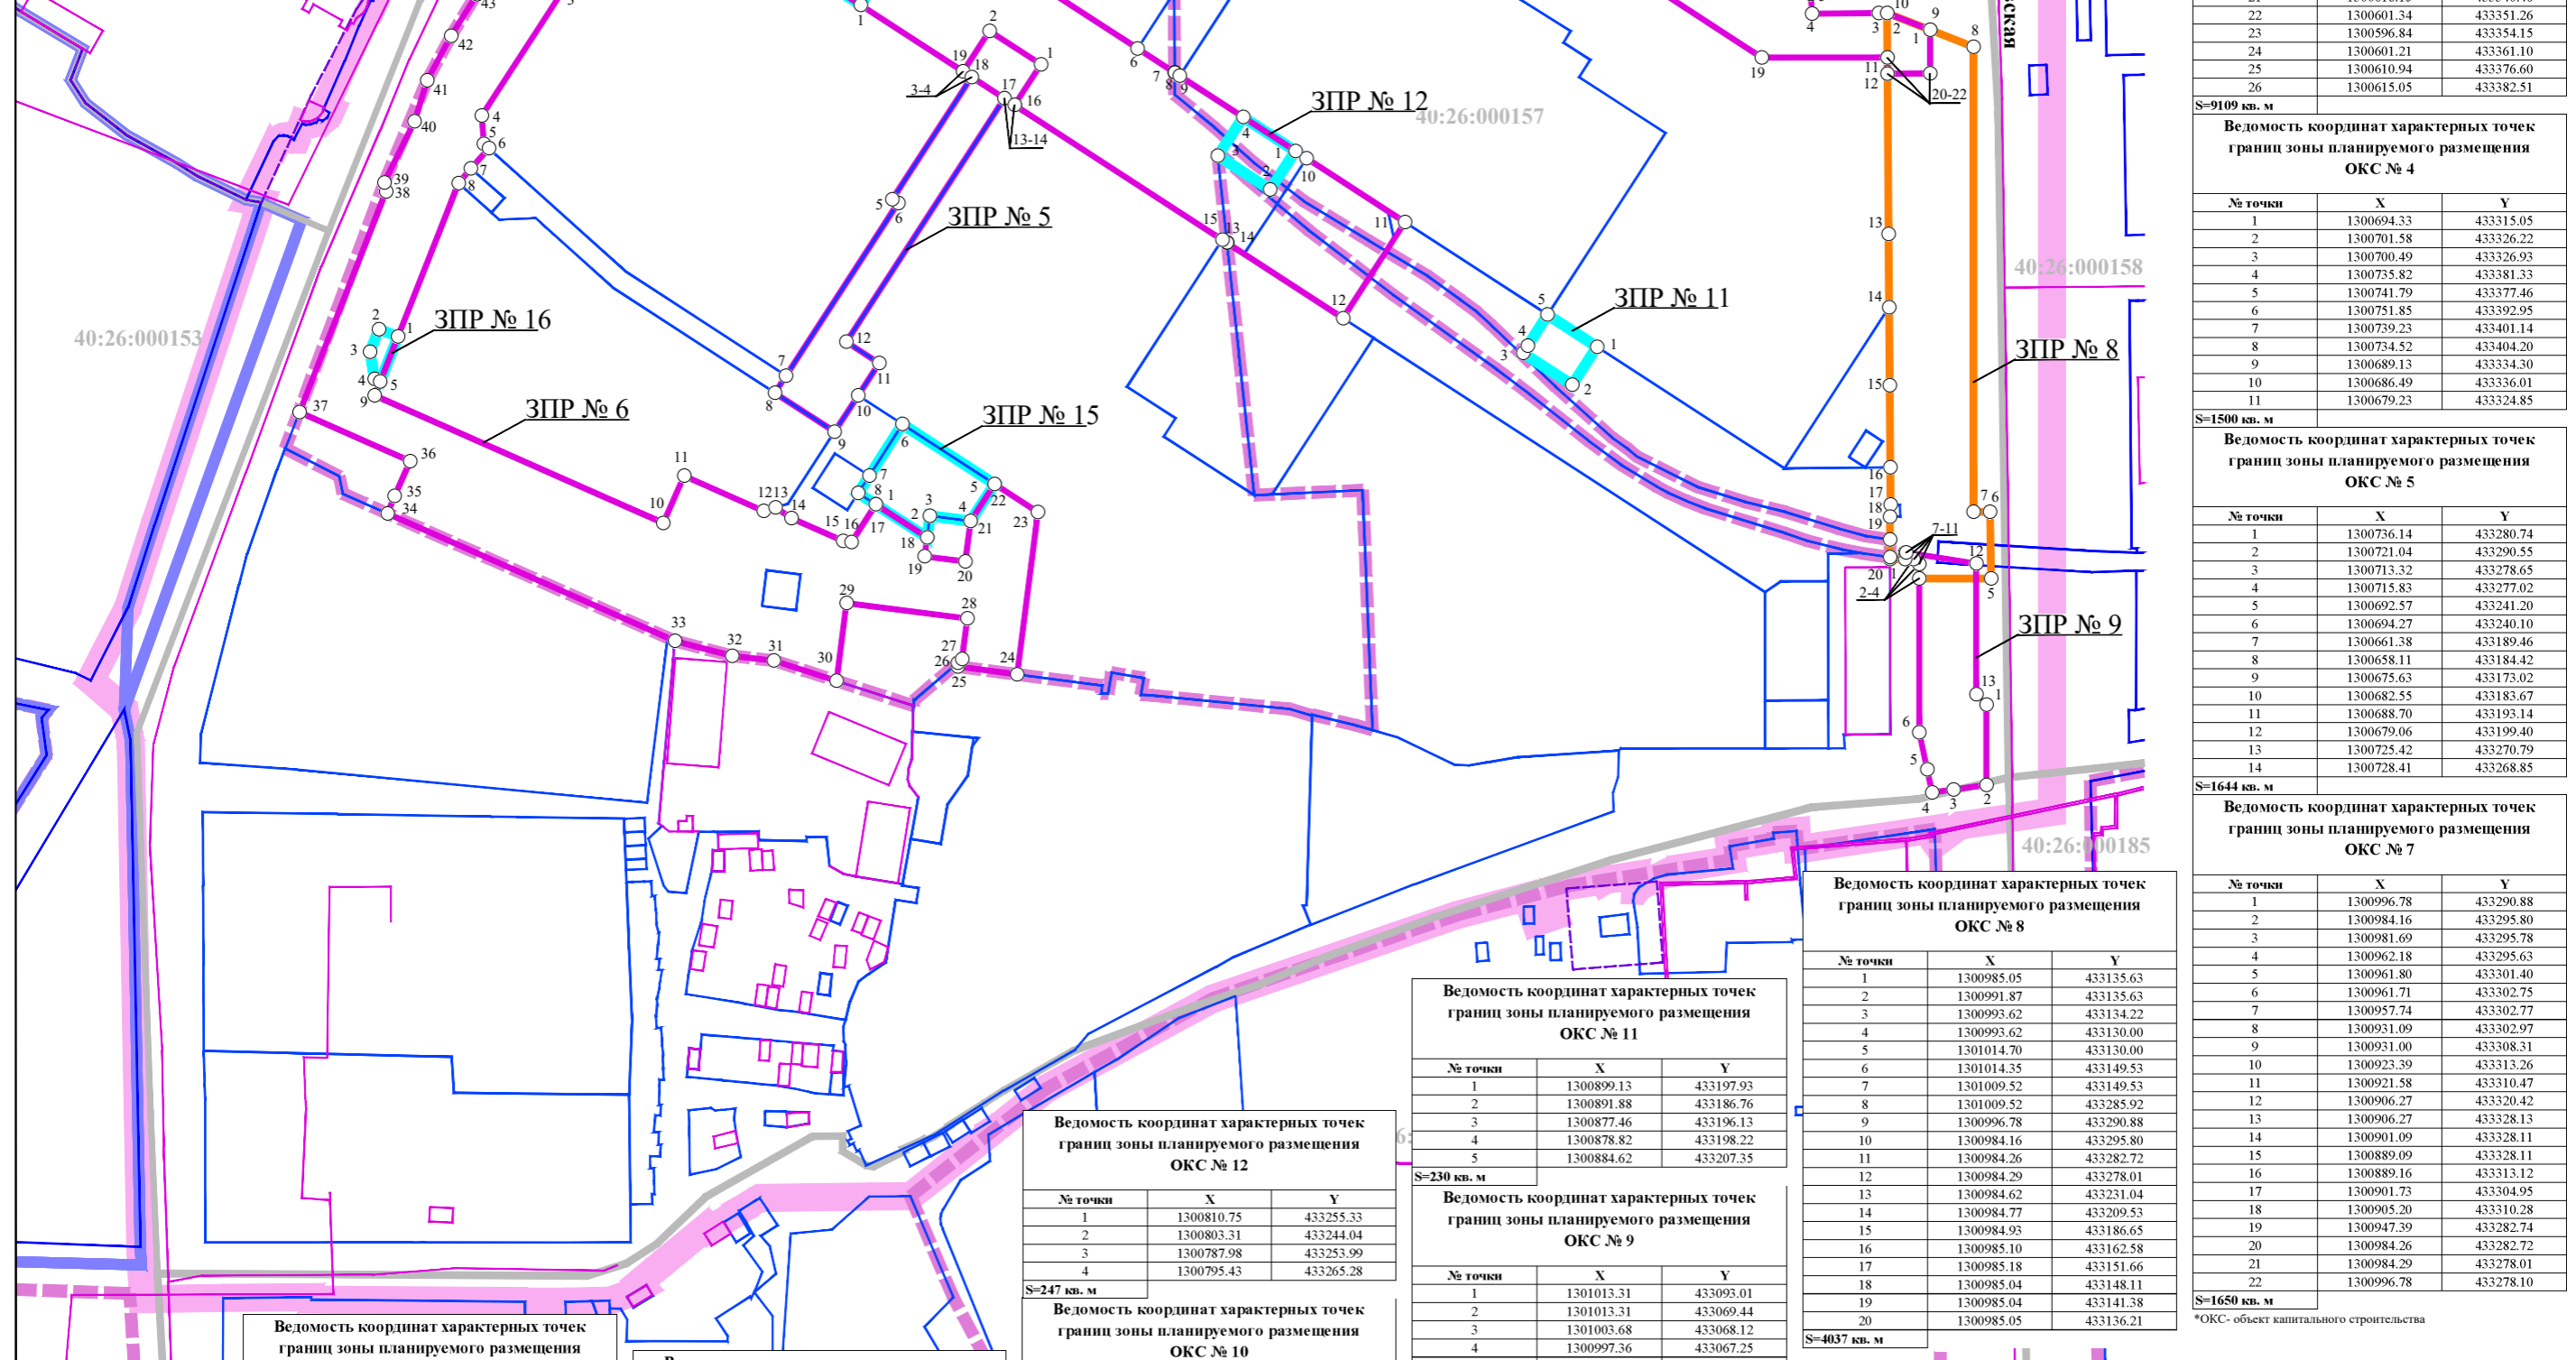 ЗПР № 12
40:26:000157
ЗПР № 5
40:26:000158
ЗПР № 11
40:26:000153
ЗПР № 16
ЗПР № 8
ЗПР № 6
ЗПР № 15
ЗПР № 9
40:26:000185
3-4
13-14
20-22
7-11
2-4
22 1300601.34 433351.26
23 1300596.84 433354.15
24 1300601.21 433361.10
25 1300610.94 433376.60
26 1300615.05 433382.51
S=9109 кв. м
Ведомость координат характерных точек
границ зоны планируемого размещения
ОКС № 4
№ точки X Y
1 1300694.33 433315.05
2 1300701.58 433326.22
3 1300700.49 433326.93
4 1300735.82 433381.33
5 1300741.79 433377.46
6 1300751.85 433392.95
7 1300739.23 433401.14
8 1300734.52 433404.20
9 1300689.13 433334.30
10 1300686.49 433336.01
11 1300679.23 433324.85
S=1500 кв. м
Ведомость координат характерных точек
границ зоны планируемого размещения
ОКС № 5
№ точки X Y
1 1300736.14 433280.74
2 1300721.04 433290.55
3 1300713.32 433278.65
4 1300715.83 433277.02
5 1300692.57 433241.20
6 1300694.27 433240.10
7 1300661.38 433189.46
8 1300658.11 433184.42
9 1300675.63 433173.02
10 1300682.55 433183.67
11 1300688.70 433193.14
12 1300679.06 433199.40
13 1300725.42 433270.79
14 1300728.41 433268.85
S=1644 кв. м
Ведомость координат характерных точек
границ зоны планируемого размещения
ОКС № 7
№ точки X Y
1 1300996.78 433290.88
2 1300984.16 433295.80
3 1300981.69 433295.78
4 1300962.18 433295.63
5 1300961.80 433301.40
6 1300961.71 433302.75
7 1300957.74 433302.77
8 1300931.09 433302.97
9 1300931.00 433308.31
10 1300923.39 433313.26
11 1300921.58 433310.47
12 1300906.27 433320.42
13 1300906.27 433328.13
14 1300901.09 433328.11
15 1300889.09 433328.11
16 1300889.16 433313.12
17 1300901.73 433304.95
18 1300905.20 433310.28
19 1300947.39 433282.74
20 1300984.26 433282.72
21 1300984.29 433278.01
22 1300996.78 433278.10
S=1650 кв. м
*ОКС- объект капитального строительства
Ведомость координат характерных точек
границ зоны планируемого размещения
ОКС № 8
№ точки X Y
1 1300985.05 433135.63
2 1300991.87 433135.63
3 1300993.62 433134.22
4 1300993.62 433130.00
5 1301014.70 433130.00
6 1301014.35 433149.53
7 1301009.52 433149.53
8 1301009.52 433285.92
9 1300996.78 433290.88
10 1300984.16 433295.80
11 1300984.26 433282.72
12 1300984.29 433278.01
13 1300984.62 433231.04
14 1300984.77 433209.53
15 1300984.93 433186.65
16 1300985.10 433162.58
17 1300985.18 433151.66
18 1300985.04 433148.11
19 1300985.04 433141.38
20 1300985.05 433136.21
S=4037 кв. м
Ведомость координат характерных точек
границ зоны планируемого размещения
ОКС № 11
№ точки X Y
1 1300899.13 433197.93
2 1300891.88 433186.76
3 1300877.46 433196.13
4 1300878.82 433198.22
5 1300884.62 433207.35
S=230 кв. м
Ведомость координат характерных точек
границ зоны планируемого размещения
ОКС № 9
№ точки X Y
1 1301013.31 433093.01
2 1301013.31 433069.44
3 1301003.68 433068.12
4 1300997.36 433067.25
Ведомость координат характерных точек
границ зоны планируемого размещения
ОКС № 12
№ точки X Y
1 1300810.75 433255.33
2 1300803.31 433244.04
3 1300787.98 433253.99
4 1300795.43 433265.28
S=247 кв. м
Ведомость координат характерных точек
границ зоны планируемого размещения
ОКС № 10
Ведомость координат характерных точек
границ зоны планируемого размещения